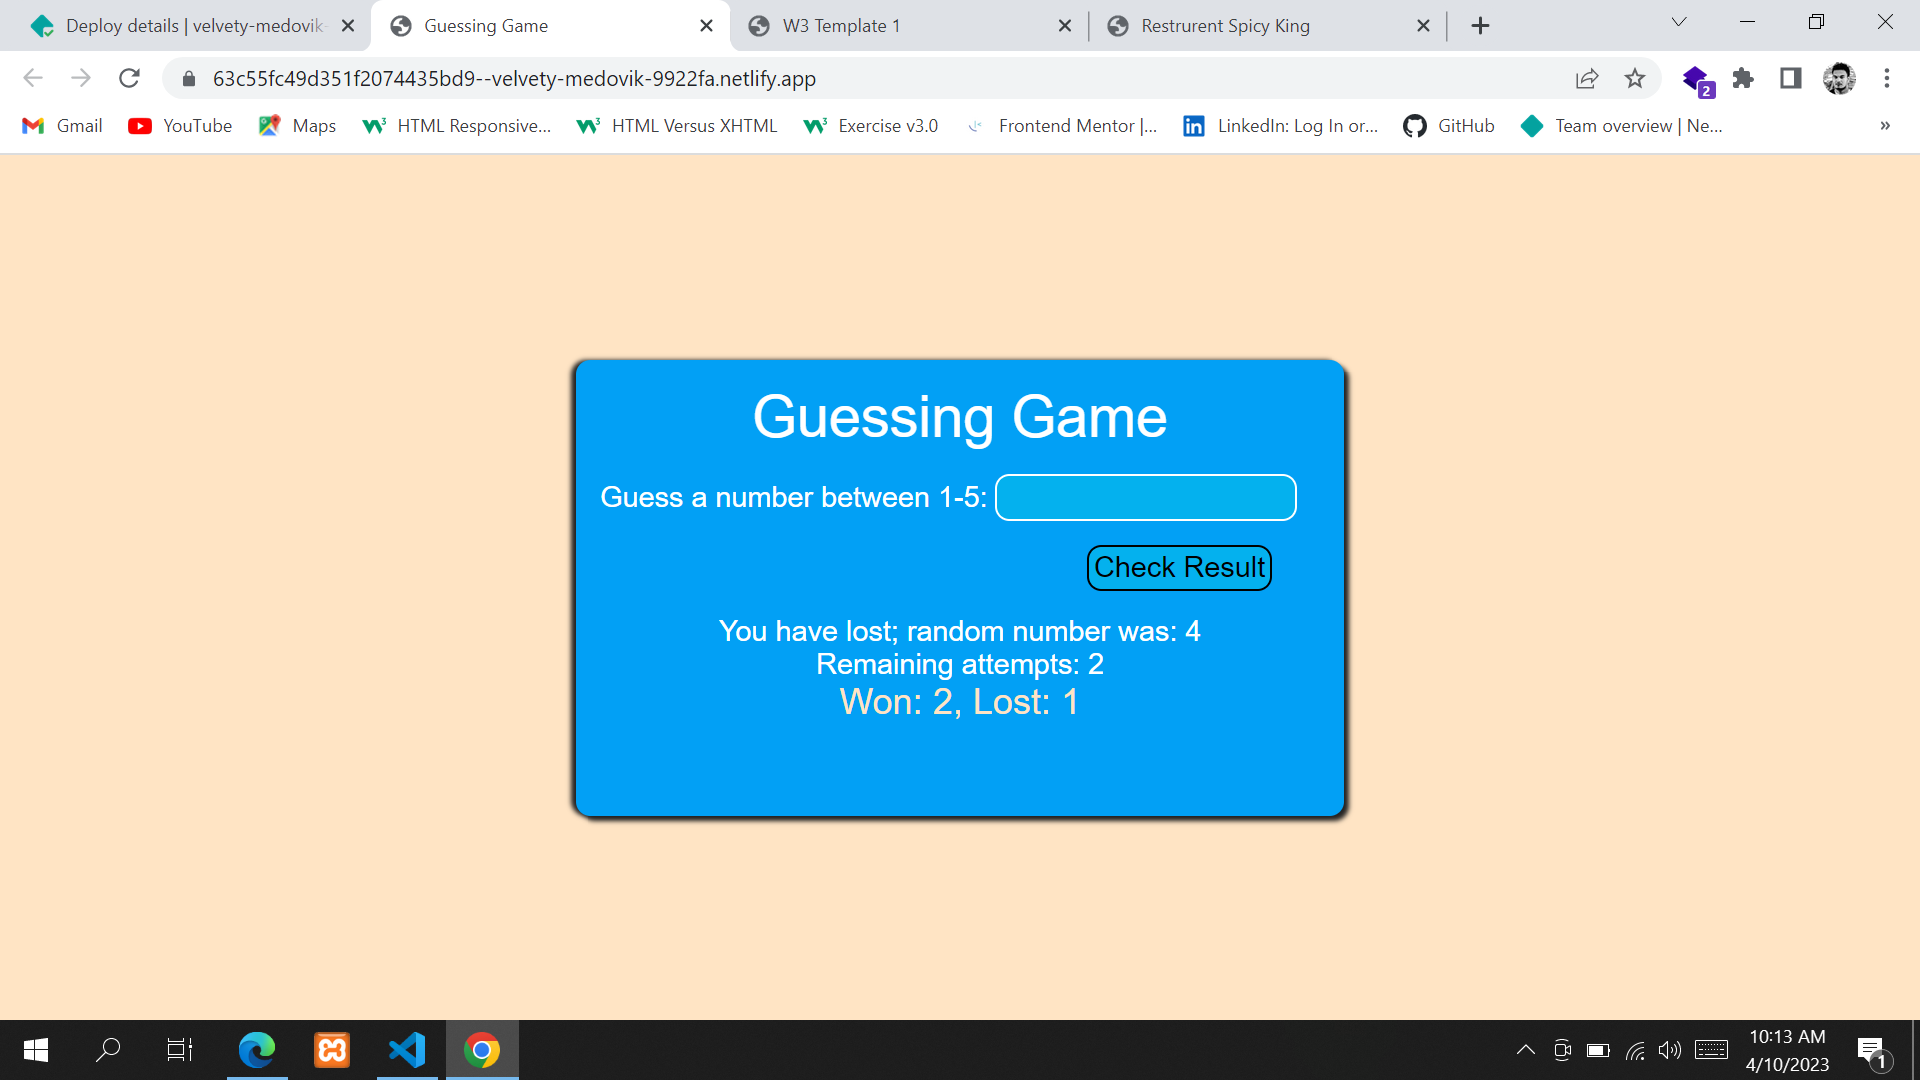 Deploy details | velvety-medovik-
Guessing Game
W3 Template 1
Restrurent Spicy King
63c55fc49d351f2074435bd9--velvety-medovik-9922fa.netlify.app
2
Gmail
YouTube
Maps
HTML Responsive...
HTML Versus XHTML
Exercise v3.0
Frontend Mentor |...
LinkedIn: Log In or...
GitHub
Team overview | Ne...
»
Guessing Game
Guess a number between 1-5:
Check Result
You have lost; random number was: 4
Remaining attempts: 2
Won: 2, Lost: 1
10:13 AM
4/10/2023
1